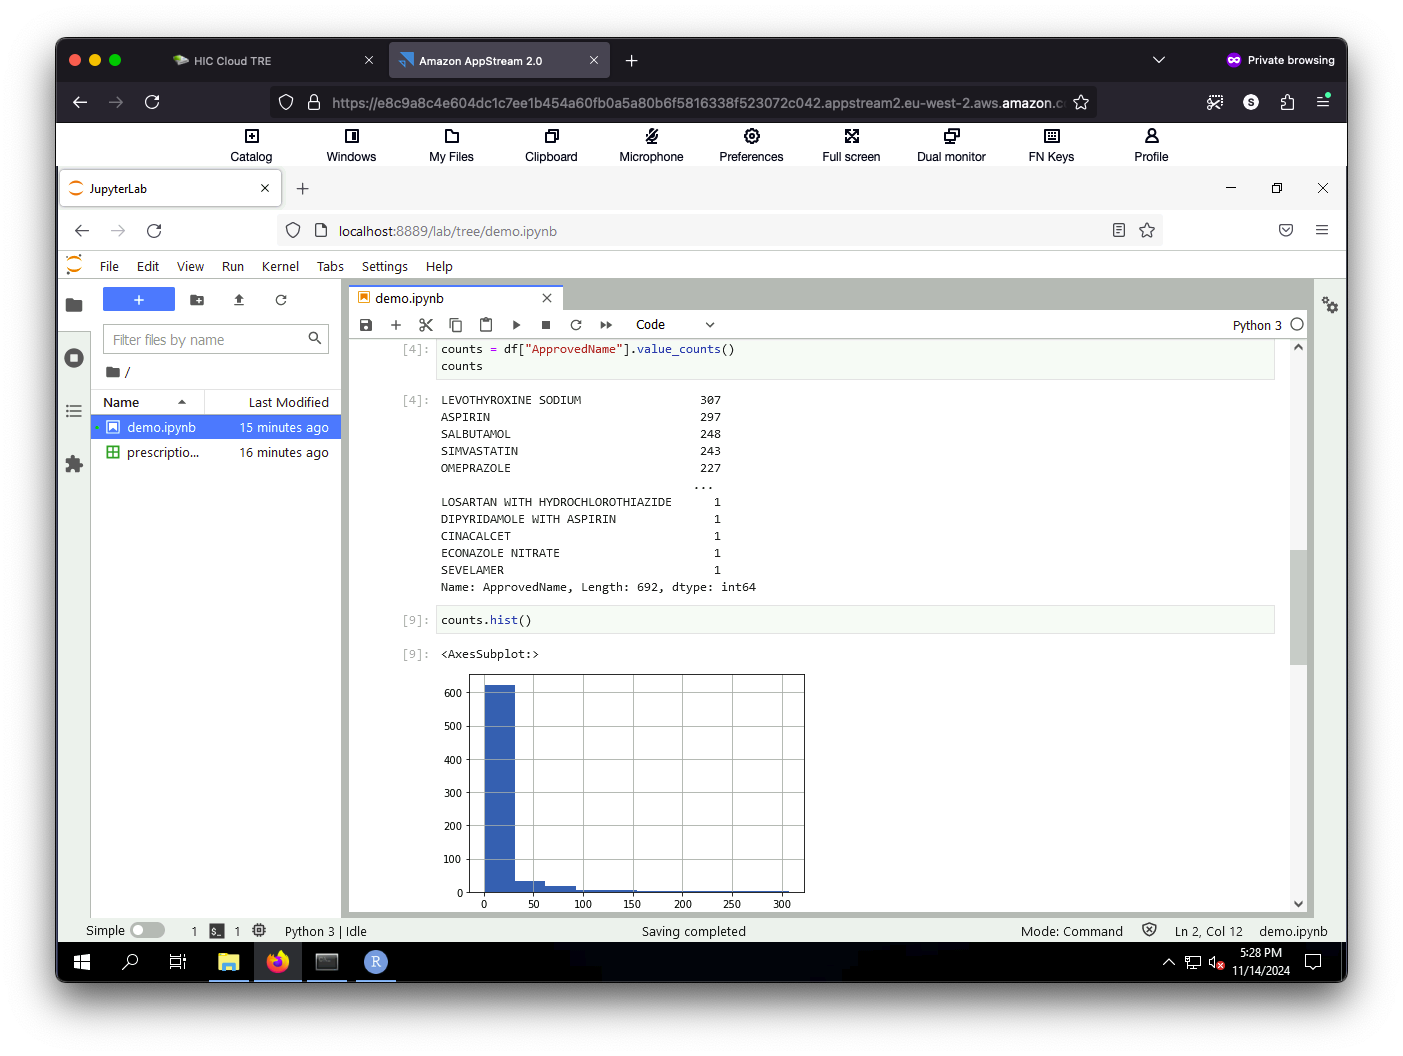 HIC Cloud TRE
Amazon AppStream 2.0
Private browsing
https://e8c9a8c4e604dc1c7ee1b454a60fb0a5a80b6f5816338f523072c042.appstream2.eu-west-2.aws.amazon.c
S
Catalog
Windows
My Files
Clipboard
Microphone
Preferences
Full screen
Dual monitor
FN Keys
Profile
JupyterLab
localhost:8889/lab/tree/demo.ipynb
File Edit View Run Kernel Tabs Settings Help
demo.ipynb
Filter files by name
Code
Python 3
/
Name Last Modified
demo.ipynb 15 minutes ago
prescriptio... 16 minutes ago
[4]: counts = df["ApprovedName"].value_counts()
counts
[4]: LEVOTHYROXINE SODIUM 307
ASPIRIN 297
SALBUTAMOL 248
SIMVASTATIN 243
OMEPRAZOLE 227
...
LOSARTAN WITH HYDROCHLOROTHIAZIDE 1
DIPYRIDAMOLE WITH ASPIRIN 1
CINACALCET 1
ECONAZOLE NITRATE 1
SEVELAMER 1
Name: ApprovedName, Length: 692, dtype: int64
[9]: counts.hist()
[9]: <AxesSubplot:>
600
500
400
300
200
100
0
0 50 100 150 200 250 300
Simple 1 $_ 1 Python 3 | Idle Saving completed Mode: Command Ln 2, Col 12 demo.ipynb
R
5:28 PM
11/14/2024